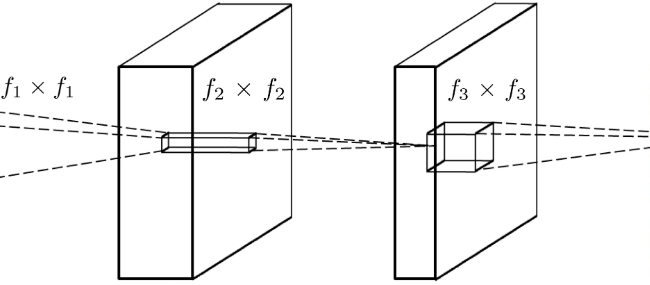 f₁ × f₁
f₂ × f₂
f₃ × f₃